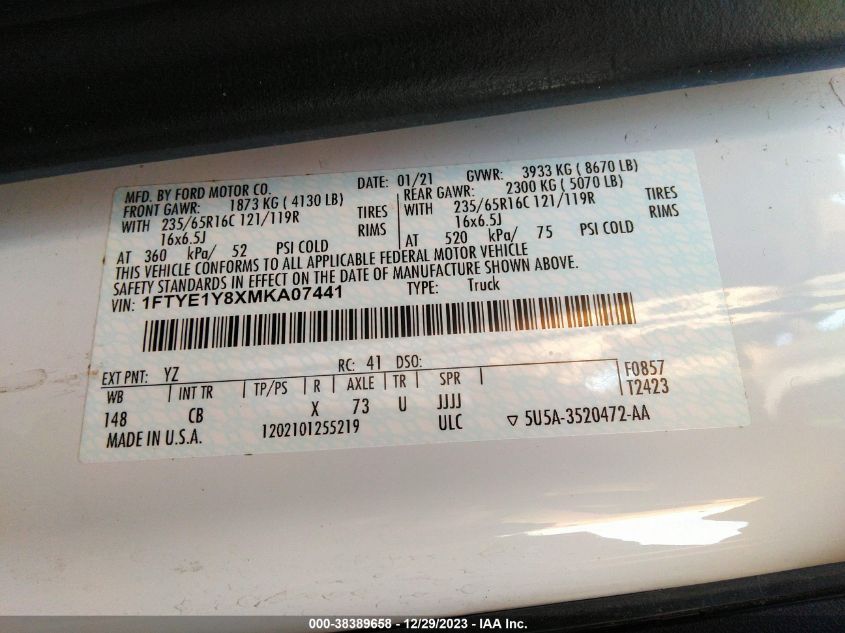 MFD. BY FORD MOTOR CO. DATE: 01/21 GVWR: 3933 KG ( 8670 LB)
FRONT GAWR: 1873 KG ( 4130 LB) REAR GAWR: 2300 KG ( 5070 LB)
WITH 235/65R16C 121/119R TIRES WITH 235/65R16C 121/119R TIRES
16x6.5J RIMS 16x6.5J RIMS
AT 360 kPa/ 52 PSI COLD AT 520 kPa/ 75 PSI COLD
THIS VEHICLE CONFORMS TO ALL APPLICABLE FEDERAL MOTOR VEHICLE
SAFETY STANDARDS IN EFFECT ON THE DATE OF MANUFACTURE SHOWN ABOVE.
VIN: 1FTYE1Y8XMKA07441 TYPE: Truck
EXT PNT: YZ RC: 41 DSO: F0857
WB INT TR TP/PS R AXLE TR SPR T2423
148 CB X 73 U JJJJ
MADE IN U.S.A. 1202101255219 ULC ▽ 5U5A-3520472-AA
000-38389658 - 12/29/2023 - IAA Inc.